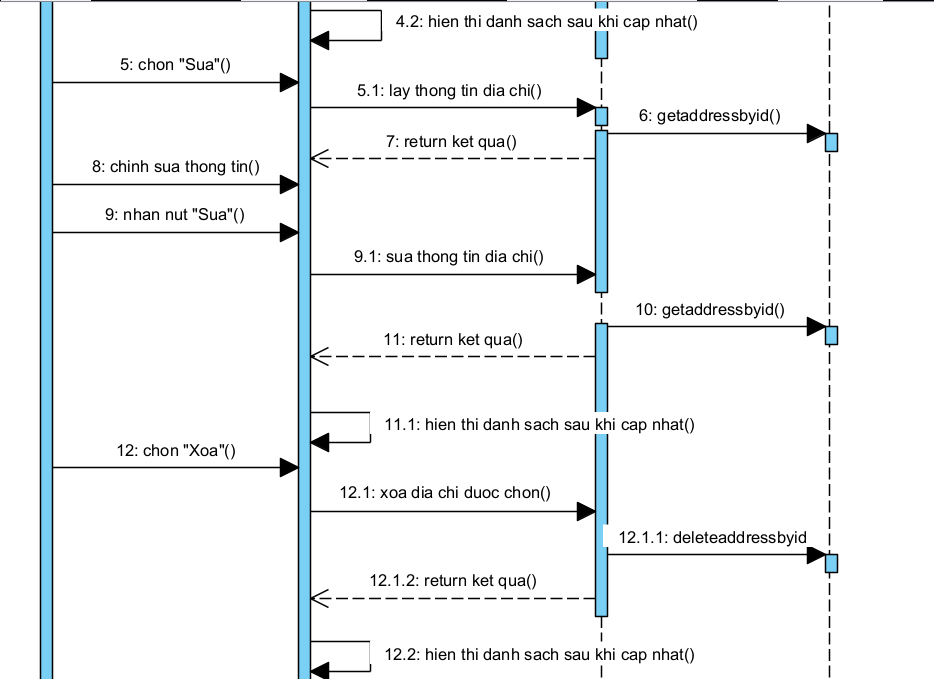 4.2: hien thi danh sach sau khi cap nhat()
5: chon "Sua"()
5.1: lay thong tin dia chi()
6: getaddressbyid()
7: return ket qua()
8: chinh sua thong tin()
9: nhan nut "Sua"()
9.1: sua thong tin dia chi()
10: getaddressbyid()
11: return ket qua()
11.1: hien thi danh sach sau khi cap nhat()
12: chon "Xoa"()
12.1: xoa dia chi duoc chon()
12.1.1: deleteaddressbyid
12.1.2: return ket qua()
12.2: hien thi danh sach sau khi cap nhat()